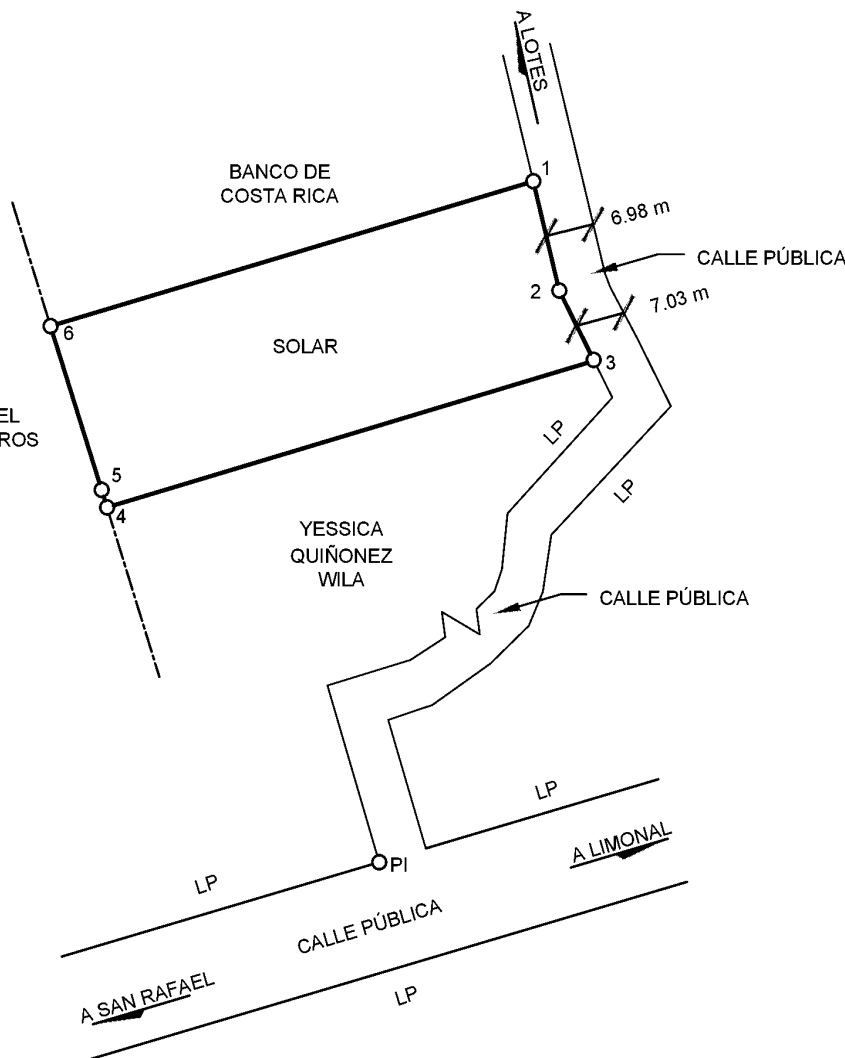 A LOTES
BANCO DE
COSTA RICA
1
6.98 m
CALLE PÚBLICA
2
7.03 m
6
SOLAR
3
EL
ROS
LP
LP
5
4
YESSICA
QUIÑONEZ
WILA
CALLE PÚBLICA
LP
A LIMONAL
PI
LP
CALLE PÚBLICA
A SAN RAFAEL
LP